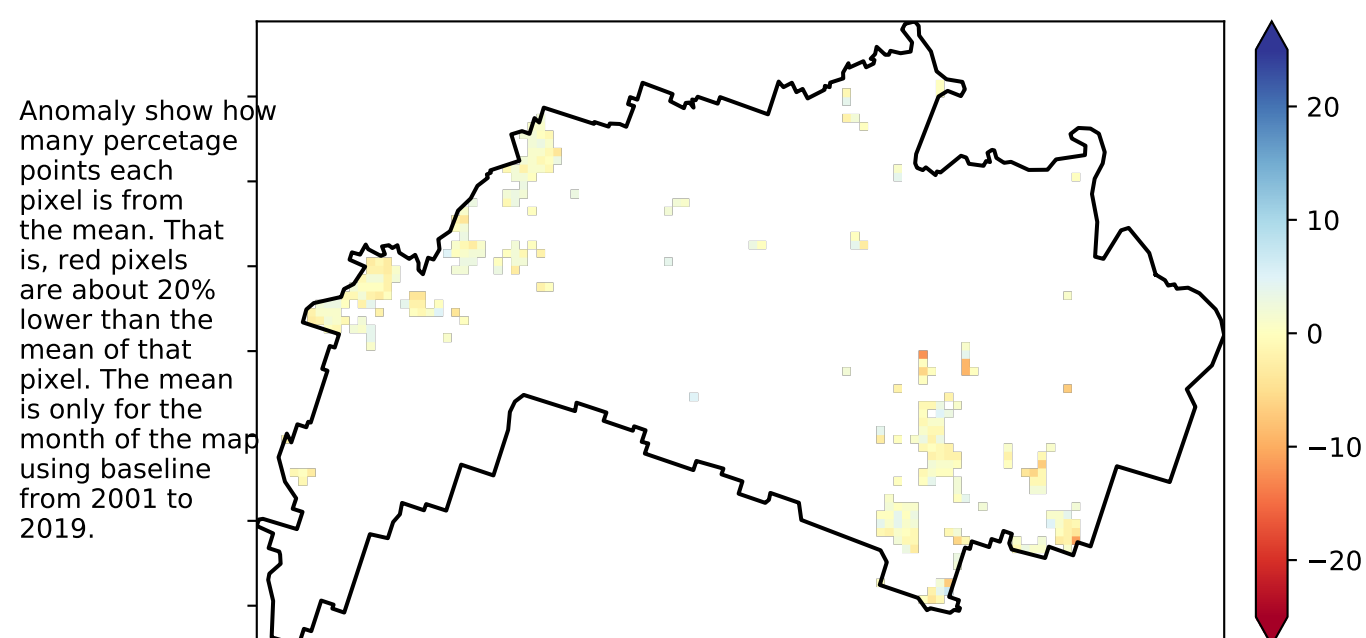 Anomaly show how
many percetage
points each
pixel is from
the mean. That
is, red pixels
are about 20%
lower than the
mean of that
pixel. The mean
is only for the
month of the map
using baseline
from 2001 to
2019.
20
10
0
−10
−20